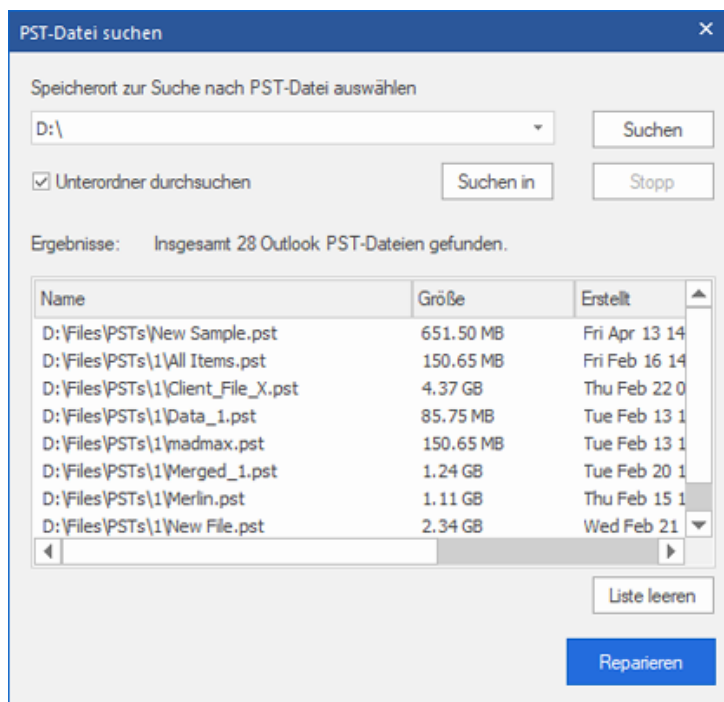 PST-Datei suchen
Speicherort zur Suche nach PST-Datei auswählen
D:\ Suchen
Unterordner durchsuchen Suchen in Stopp
Ergebnisse: Insgesamt 28 Outlook PST-Dateien gefunden.
Name Größe Erstellt
D:\Files\PSTs\New Sample.pst 651.50 MB Fri Apr 13 14
D:\Files\PSTs\1\All Items.pst 150.65 MB Fri Feb 16 14
D:\Files\PSTs\1\Client_File_X.pst 4.37 GB Thu Feb 22 0
D:\Files\PSTs\1\Data_1.pst 85.75 MB Tue Feb 13 1
D:\Files\PSTs\1\madmax.pst 150.65 MB Tue Feb 13 1
D:\Files\PSTs\1\Merged_1.pst 1.24 GB Tue Feb 20 1
D:\Files\PSTs\1\Merlin.pst 1.11 GB Thu Feb 15 1
D:\Files\PSTs\1\New File.pst 2.34 GB Wed Feb 21
Liste leeren
Reparieren